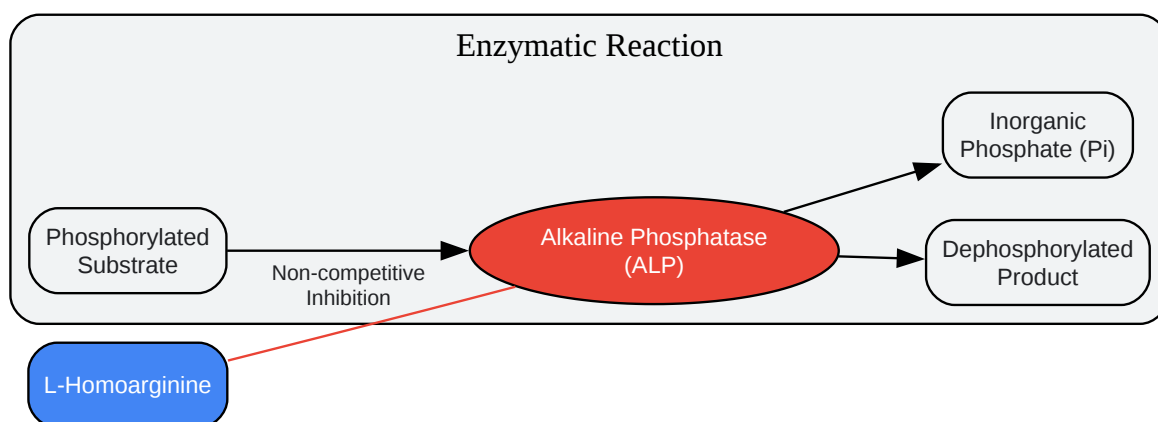 Enzymatic Reaction
Inorganic
Phosphate (Pi)
Phosphorylated
Substrate
Non-competitive
Inhibition
Alkaline Phosphatase
(ALP)
Dephosphorylated
Product
L-Homoarginine